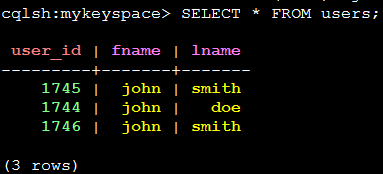 cqlsh:mykeyspace> SELECT * FROM users;
user_id | fname | lname
---------+-------+-------
1745 | john | smith
1744 | john | doe
1746 | john | smith
(3 rows)